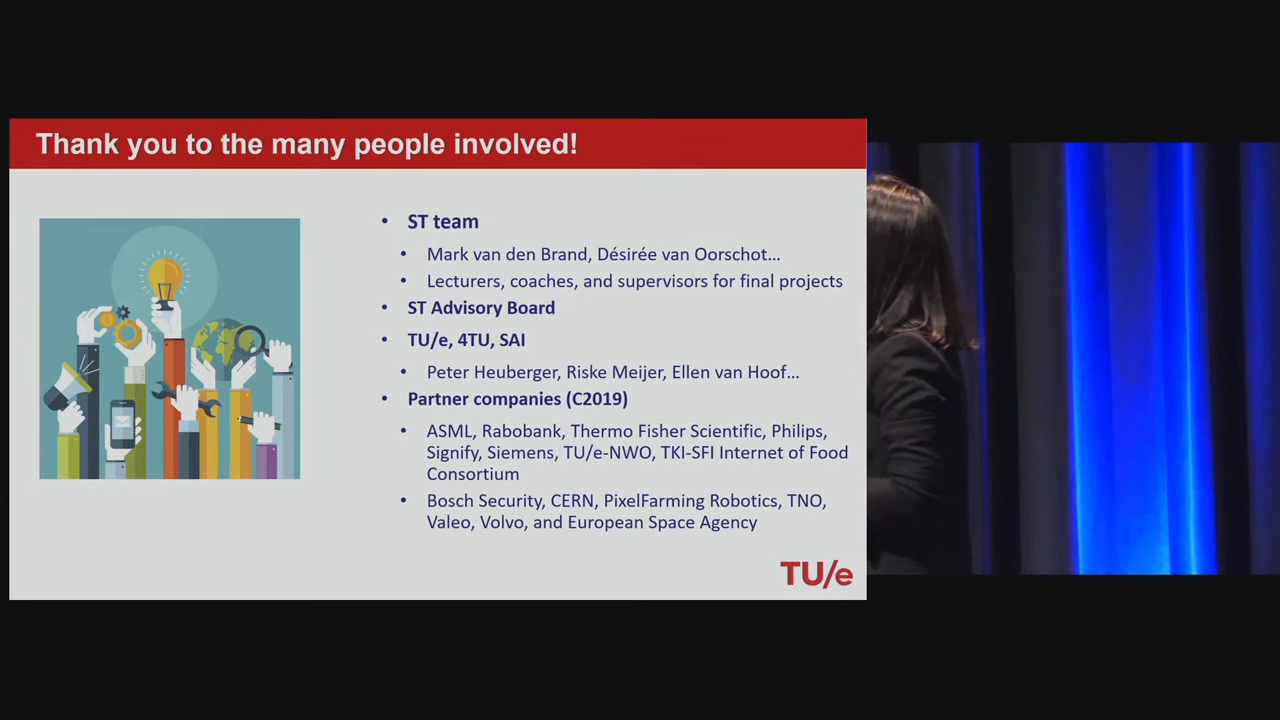 Thank you to the many people involved!
• ST team
• Mark van den Brand, Désirée van Oorschot...
• Lecturers, coaches, and supervisors for final projects
• ST Advisory Board
• TU/e, 4TU, SAI
• Peter Heuberger, Riske Meijer, Ellen van Hoof...
• Partner companies (C2019)
• ASML, Rabobank, Thermo Fisher Scientific, Philips,
Signify, Siemens, TU/e-NWO, TKI-SFI Internet of Food
Consortium
• Bosch Security, CERN, PixelFarming Robotics, TNO,
Valeo, Volvo, and European Space Agency
TU/e